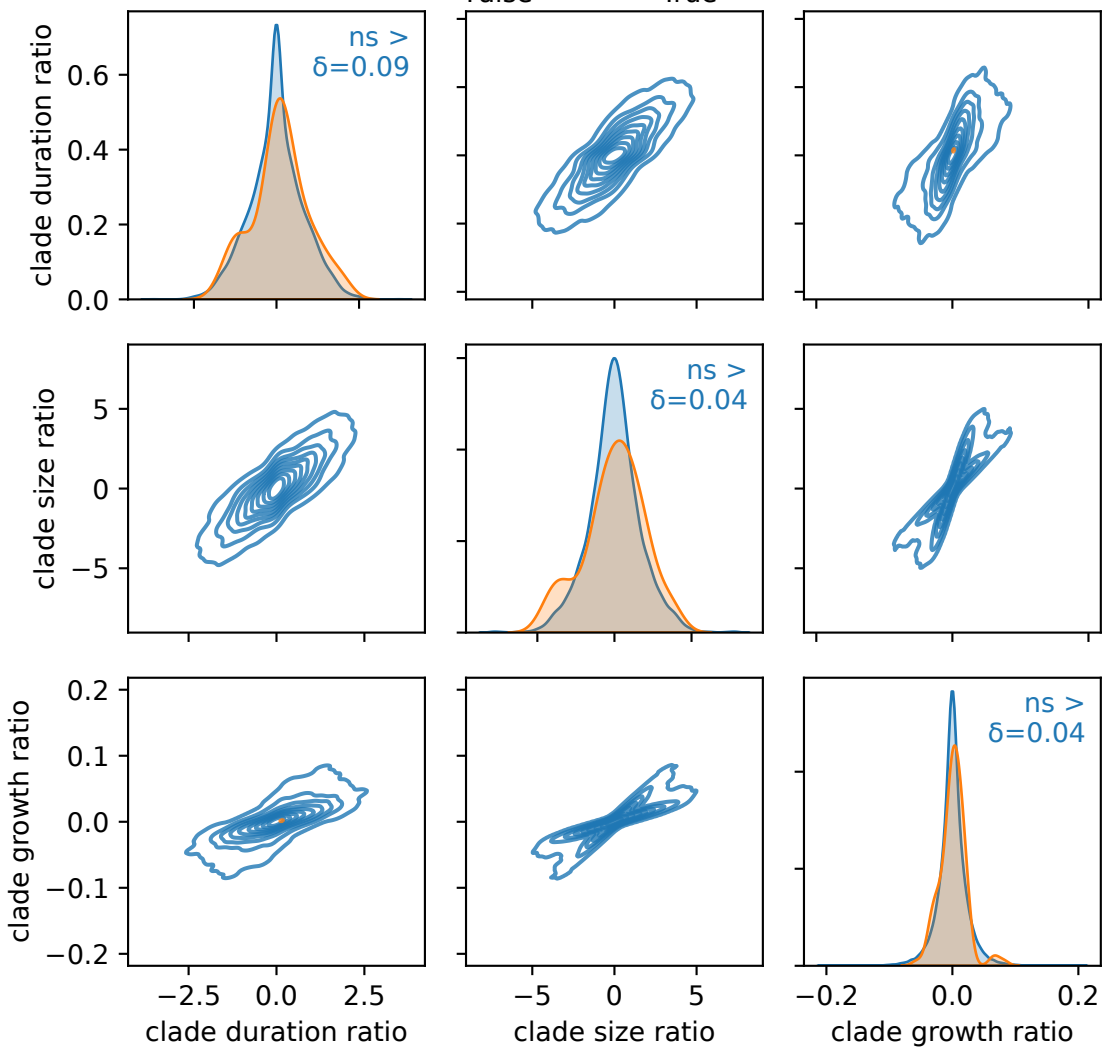 clade duration ratio
0.6
0.4
0.2
0.0
ns >
δ=0.09
clade size ratio
5
0
−5
ns >
δ=0.04
clade growth ratio
0.2
0.1
0.0
−0.1
−0.2
ns >
δ=0.04
−2.5 0.0 2.5
clade duration ratio
−5 0 5
clade size ratio
−0.2 0.0 0.2
clade growth ratio